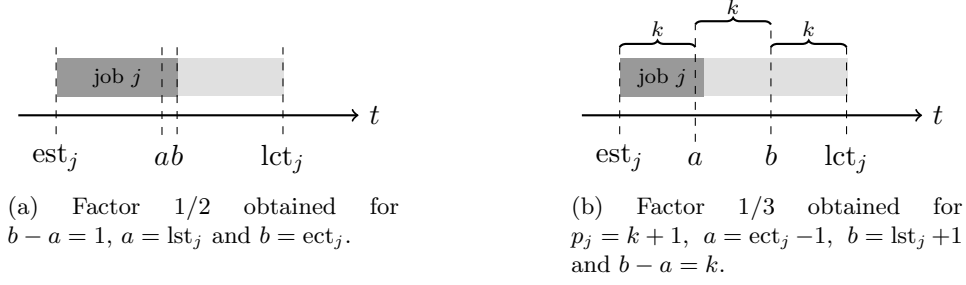 job j
t
est_j
a
b
lct_j
(a) Factor 1/2 obtained for
b − a = 1, a = lst_j and b = ect_j.
k
k
k
job j
t
est_j
a
b
lct_j
(b) Factor 1/3 obtained for
p_j = k + 1, a = ect_j −1, b = lst_j +1
and b − a = k.